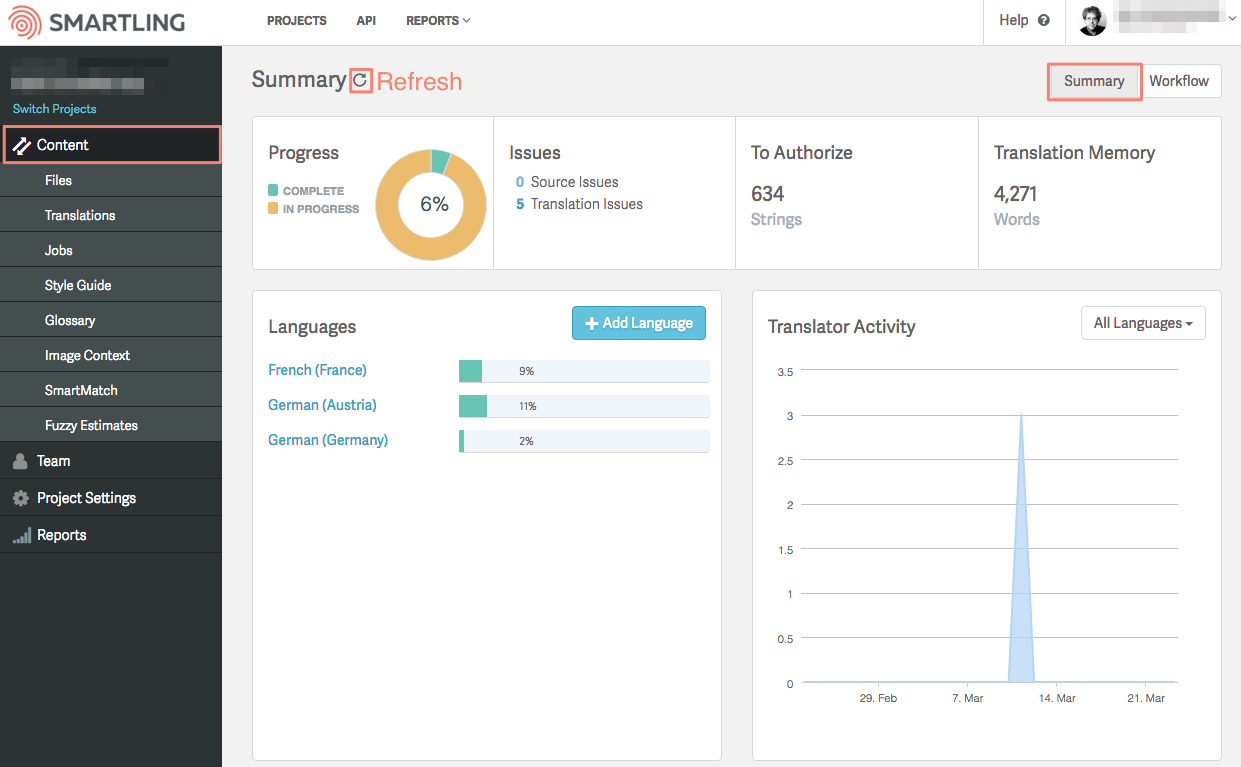 SMARTLING
PROJECTS API REPORTS
Help ?
Switch Projects
Content
Files
Translations
Jobs
Style Guide
Glossary
Image Context
SmartMatch
Fuzzy Estimates
Team
Project Settings
Reports
Summary Refresh
Summary Workflow
Progress
COMPLETE
IN PROGRESS
6%
Issues
0 Source Issues
5 Translation Issues
To Authorize
634
Strings
Translation Memory
4,271
Words
Languages
+ Add Language
French (France) 9%
German (Austria) 11%
German (Germany) 2%
Translator Activity
All Languages
3.5
3
2.5
2
1.5
1
0.5
0
29. Feb 7. Mar 14. Mar 21. Mar